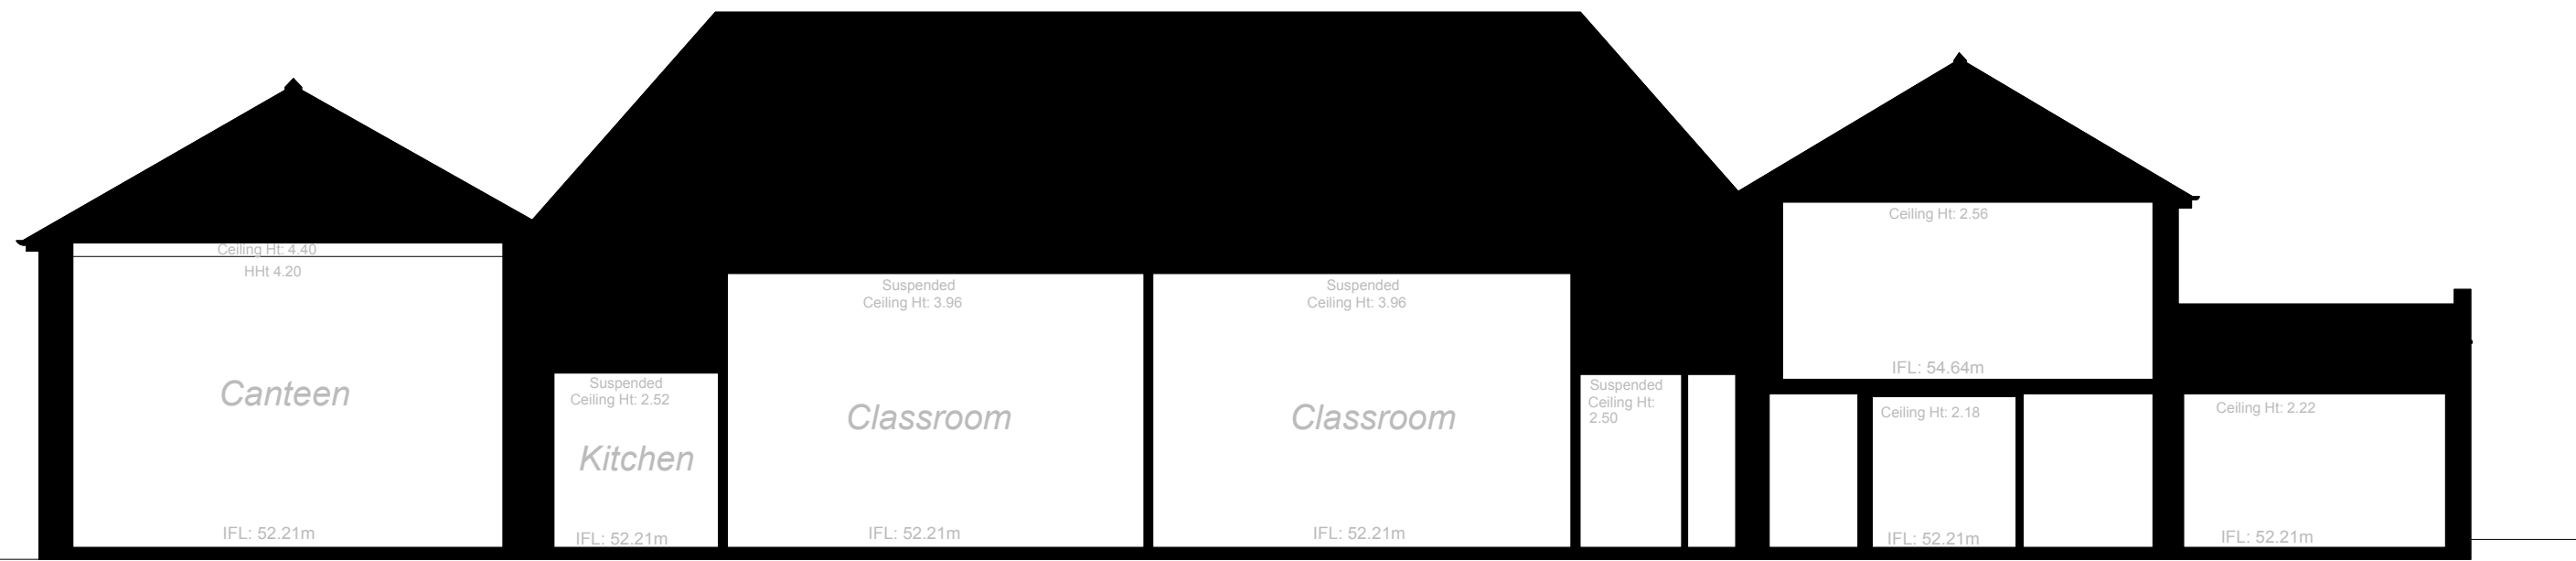 Ceiling Ht: 4.40
HHt 4.20
Canteen
IFL: 52.21m
Suspended
Ceiling Ht: 2.52
Kitchen
IFL: 52.21m
Suspended
Ceiling Ht: 3.96
Classroom
IFL: 52.21m
Suspended
Ceiling Ht: 3.96
Classroom
IFL: 52.21m
Suspended
Ceiling Ht:
2.50
Ceiling Ht: 2.56
IFL: 54.64m
Ceiling Ht: 2.18
IFL: 52.21m
Ceiling Ht: 2.22
IFL: 52.21m